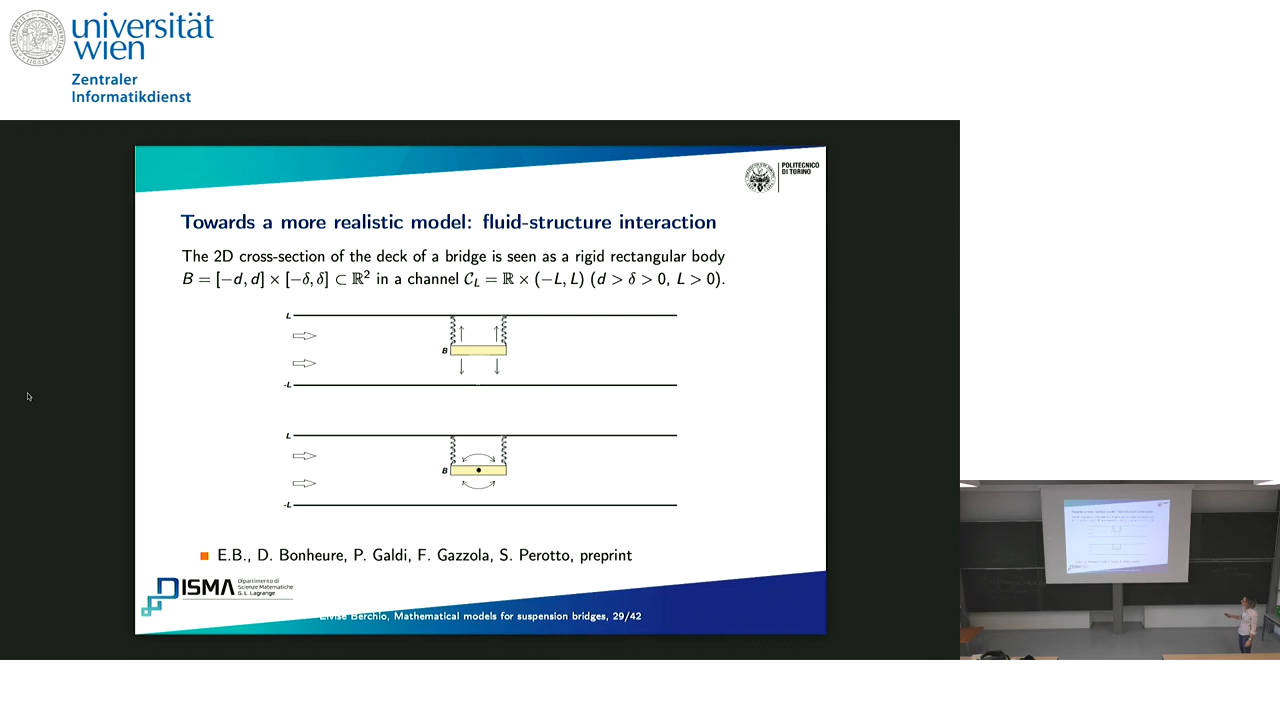 universität
wien
Zentraler
Informatikdienst
POLITECNICO
DI TORINO
Towards a more realistic model: fluid-structure interaction
The 2D cross-section of the deck of a bridge is seen as a rigid rectangular body
B = [−d, d] × [−δ, δ] ⊂ ℝ² in a channel 𝒞_L = ℝ × (−L, L) (d > δ > 0, L > 0).
L
B
-L
L
B
-L
E.B., D. Bonheure, P. Galdi, F. Gazzola, S. Perotto, preprint
DISMA
Dipartimento di
Scienze Matematiche
G. L. Lagrange
Elvise Berchio, Mathematical models for suspension bridges, 29/42